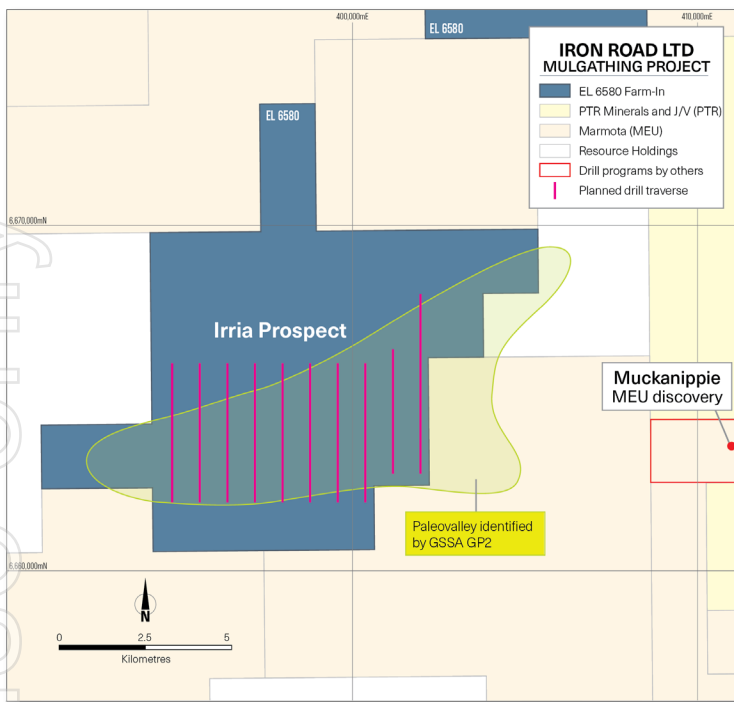 400,000mE
410,000mE
EL 6580
IRON ROAD LTD
MULGATHING PROJECT
EL 6580 Farm-In
PTR Minerals and J/V (PTR)
Marmota (MEU)
Resource Holdings
Drill programs by others
Planned drill traverse
EL 6580
6,670,000mN
Irria Prospect
Muckanippie
MEU discovery
Paleovalley identified
by GSSA GP2
6,660,000mN
N
0 2.5 5
Kilometres